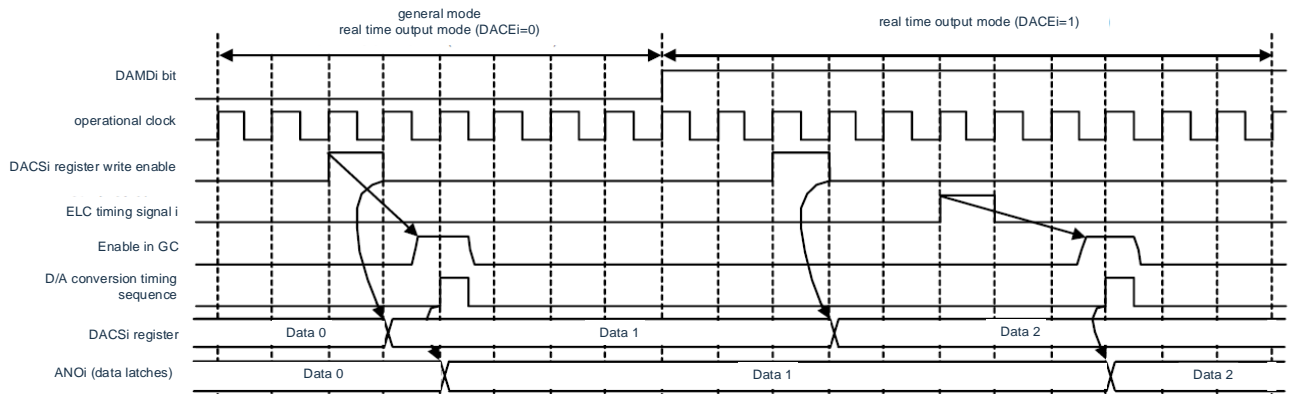 general mode
real time output mode (DACEi=0)
real time output mode (DACEi=1)
DAMDi bit
operational clock
DACSi register write enable
ELC timing signal i
Enable in GC
D/A conversion timing
sequence
DACSi register
Data 0
Data 1
Data 2
ANOi (data latches)
Data 0
Data 1
Data 2